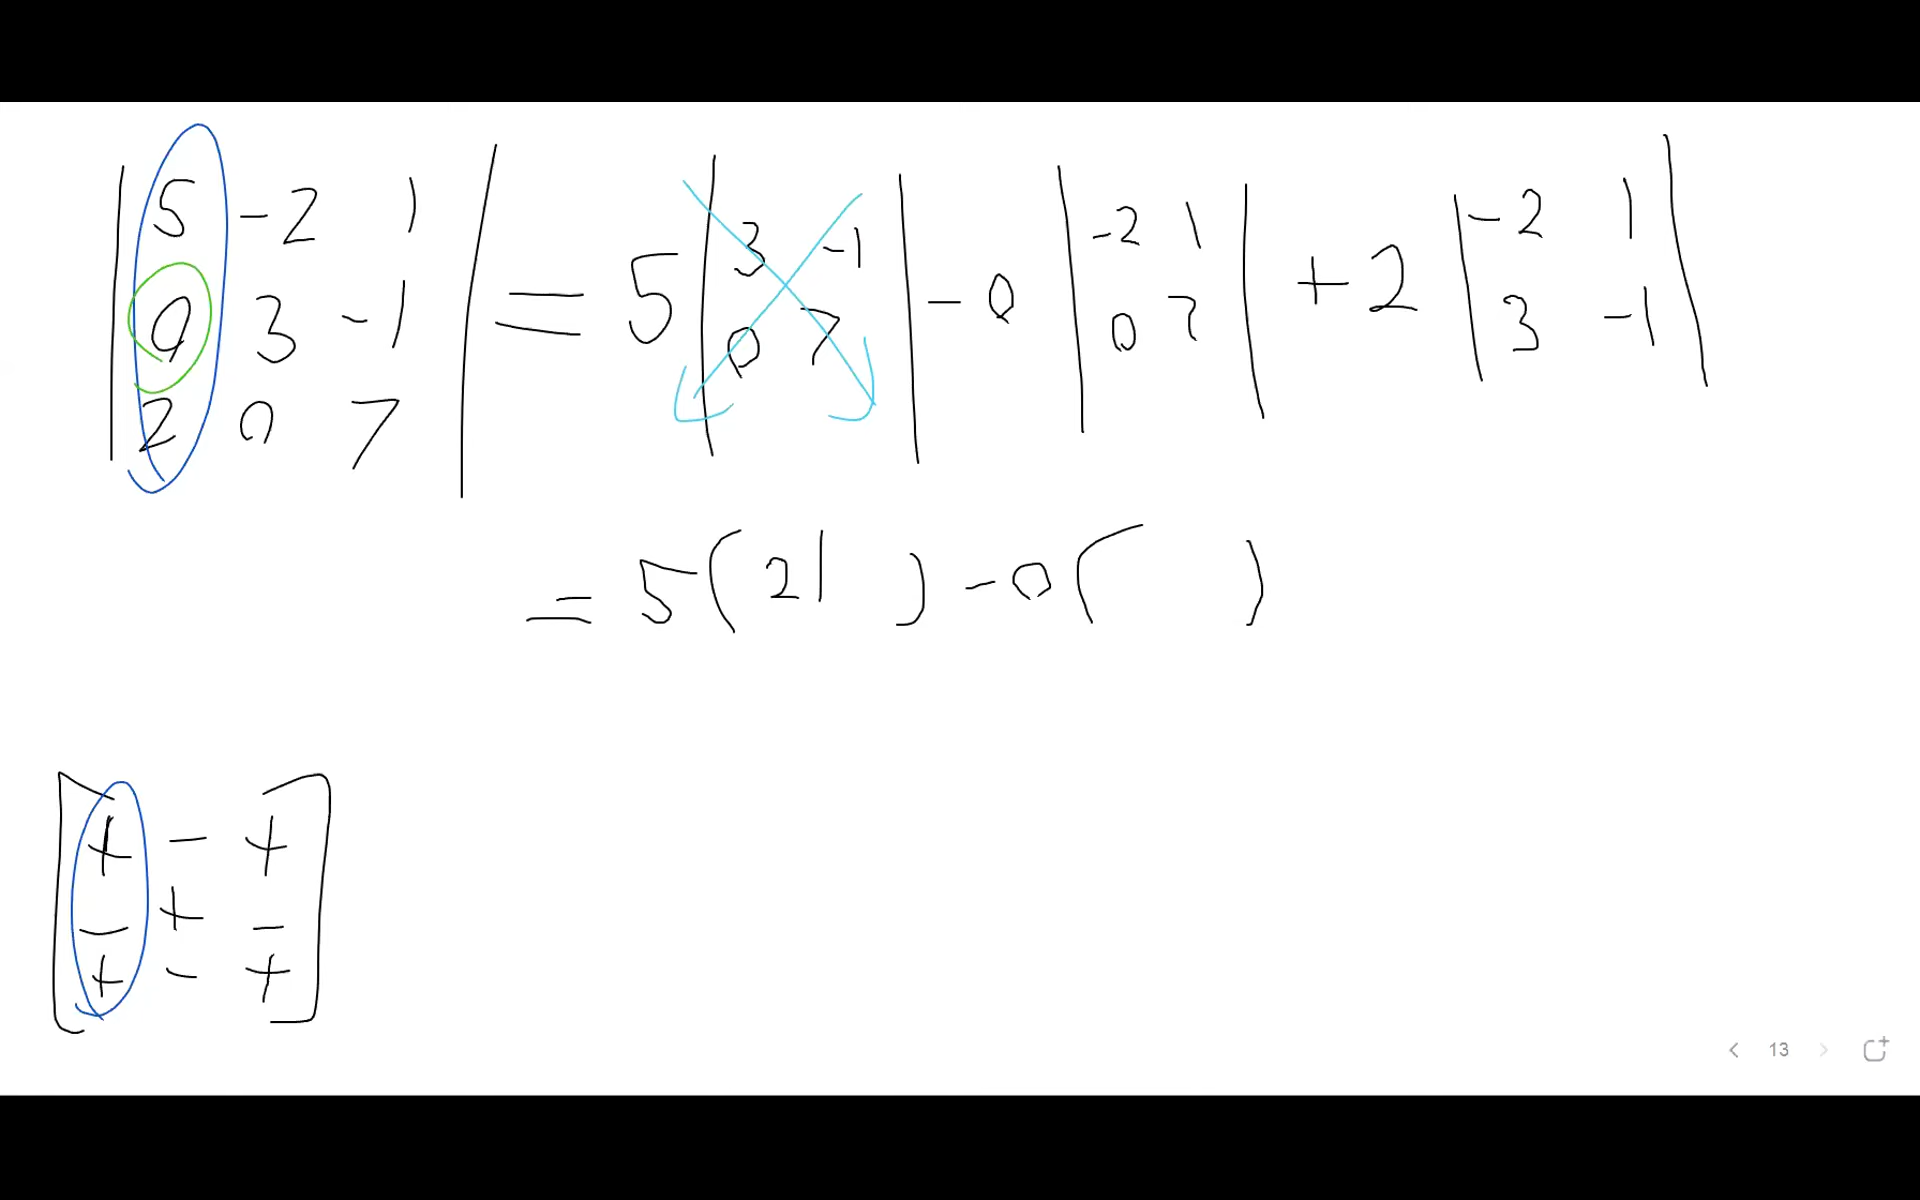 | 5 -2 1 | = 5 | 3 -1 | - 0 | -2 1 | + 2 | -2 1 |
| 0 3 -1 | | 0 7 | | 0 7 | | 3 -1 |
| 2 0 7 |
= 5 ( 21 ) - 0 ( )
[ + - +
- + -
+ - + ]
13